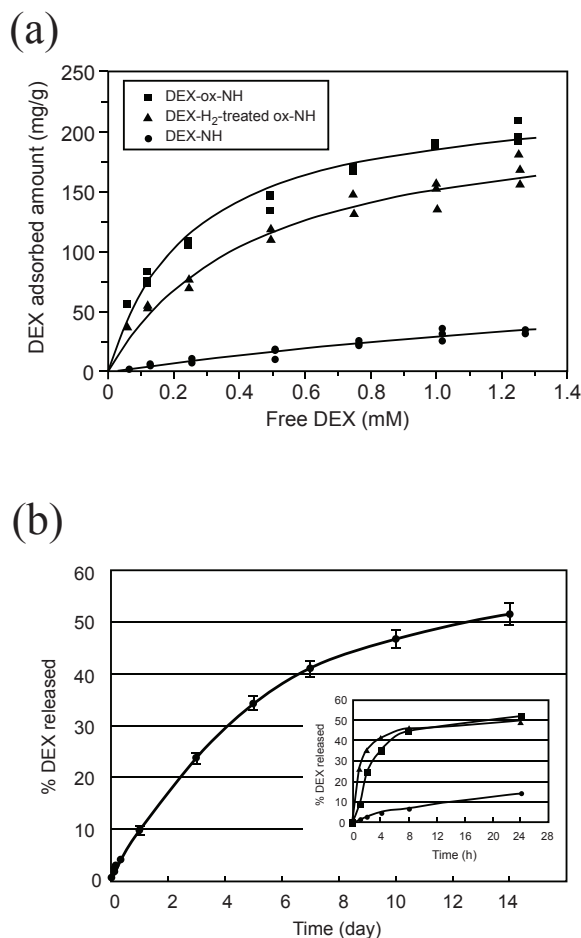 (a)
DEX adsorbed amount (mg/g)
250
200
150
100
50
0
DEX-ox-NH
DEX-H₂-treated ox-NH
DEX-NH
0 0.2 0.4 0.6 0.8 1.0 1.2 1.4
Free DEX (mM)
(b)
% DEX released
60
50
40
30
20
10
0
0 2 4 6 8 10 12 14
Time (day)
% DEX released
60
50
40
30
20
10
0
0 4 8 12 16 20 24 28
Time (h)